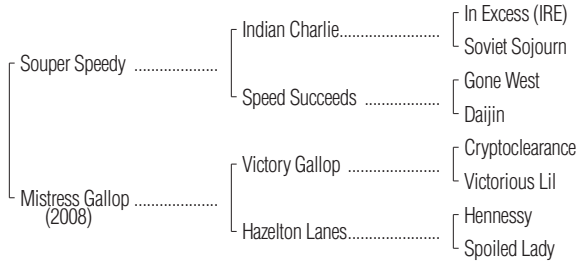 In Excess (IRE)
Indian Charlie....................
Soviet Sojourn
Souper Speedy .................
Gone West
Speed Succeeds ...............
Daijin
Cryptoclearance
Victory Gallop ..................
Victorious Lil
Mistress Gallop .................
(2008)
Hennessy
Hazelton Lanes...................
Spoiled Lady